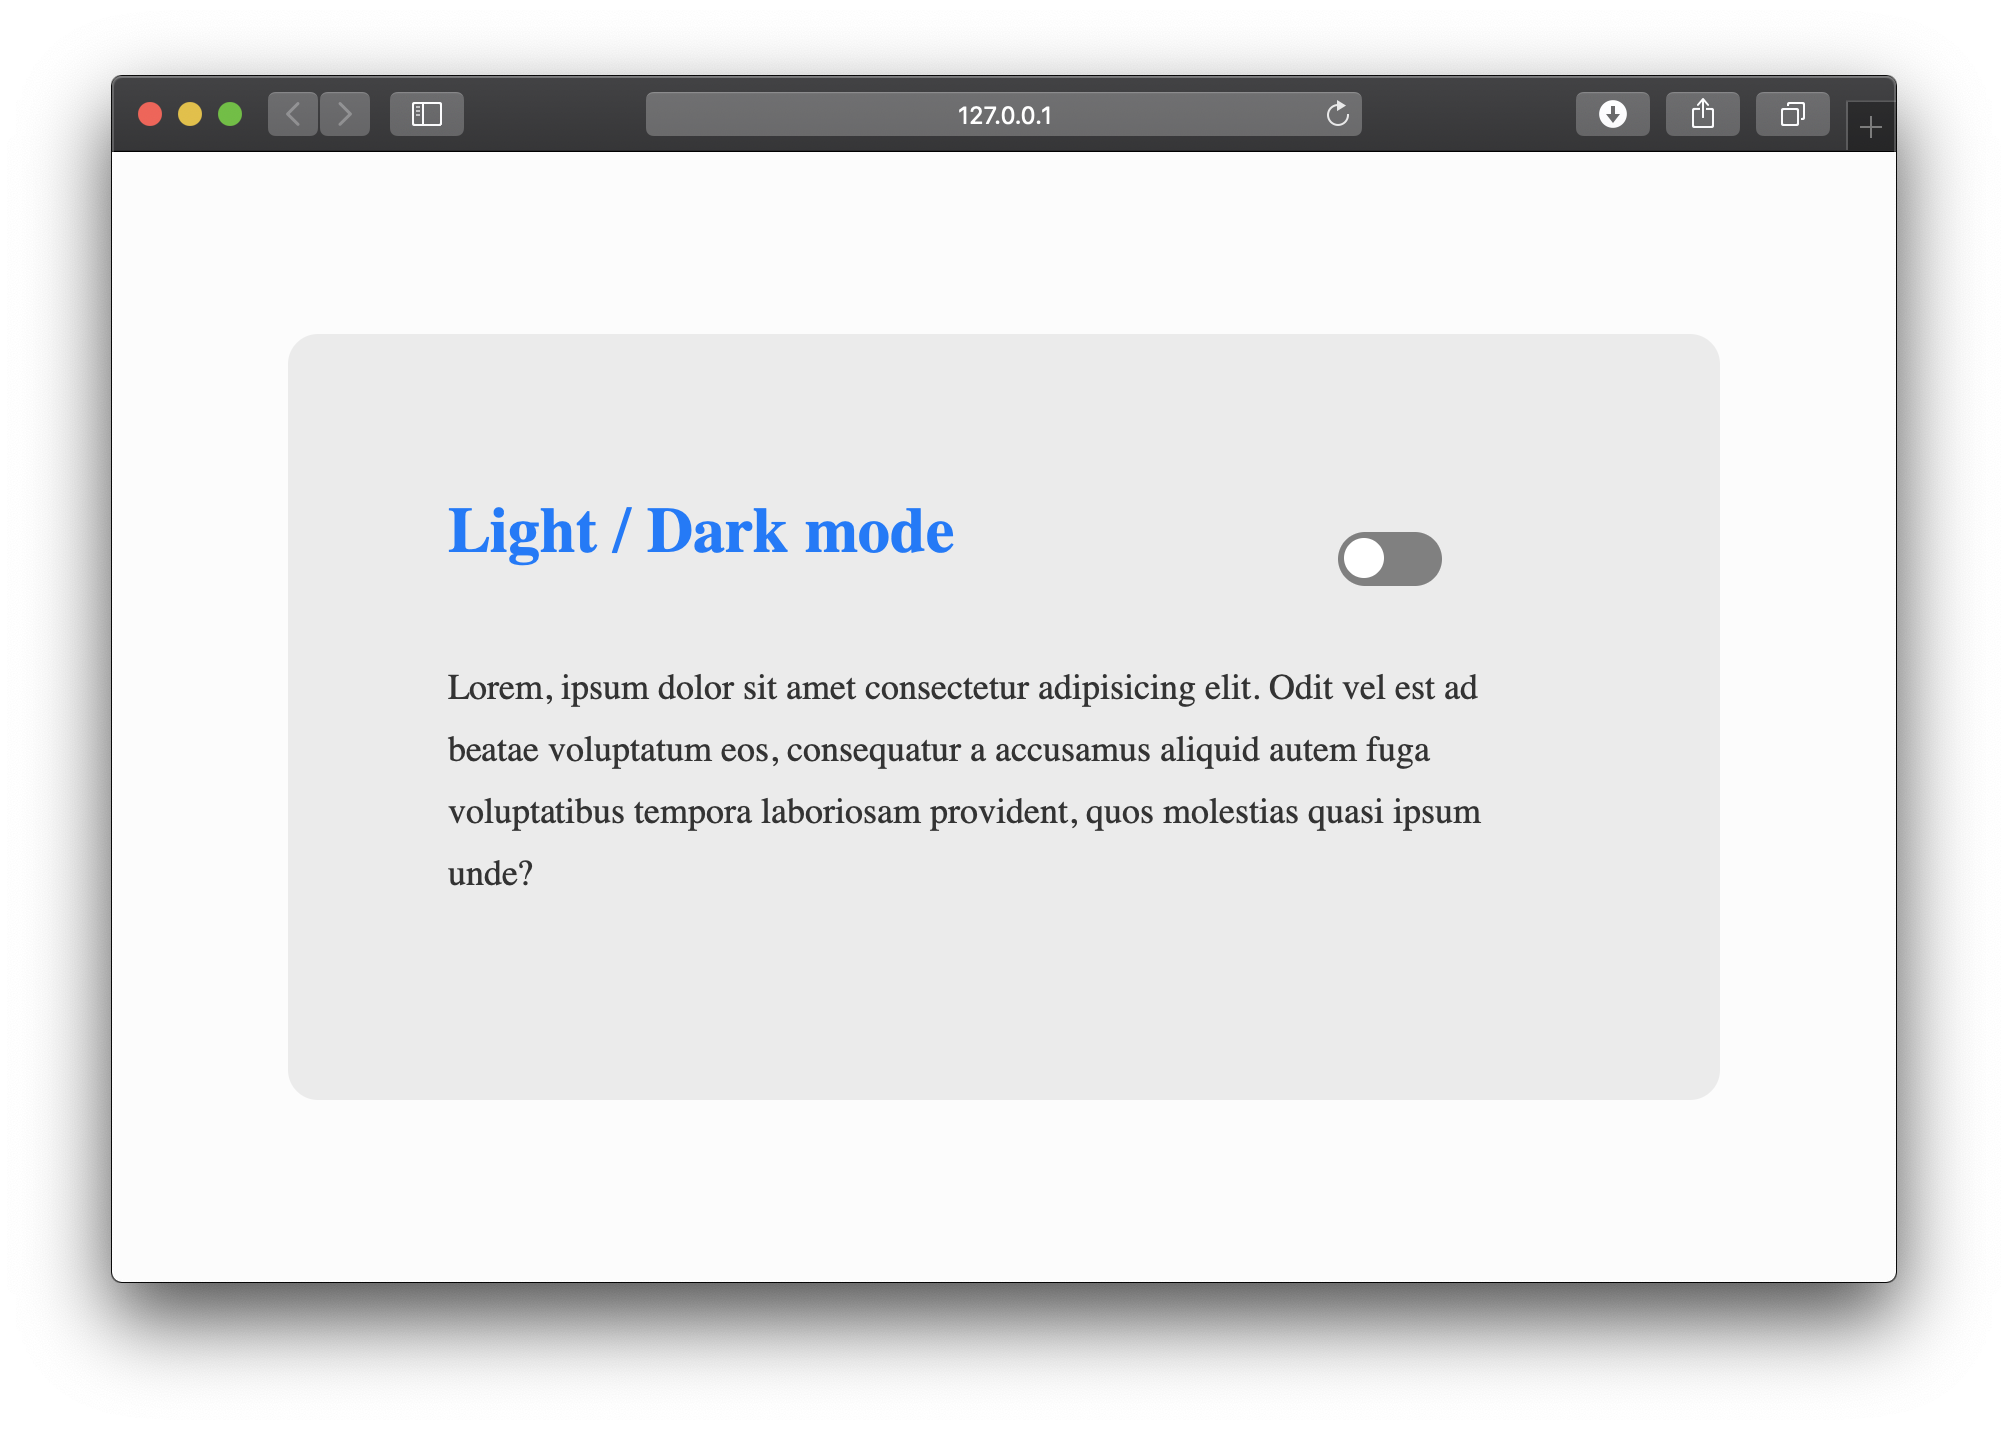 127.0.0.1
Light / Dark mode
Lorem, ipsum dolor sit amet consectetur adipisicing elit. Odit vel est ad
beatae voluptatum eos, consequatur a accusamus aliquid autem fuga
voluptatibus tempora laboriosam provident, quos molestias quasi ipsum
unde?